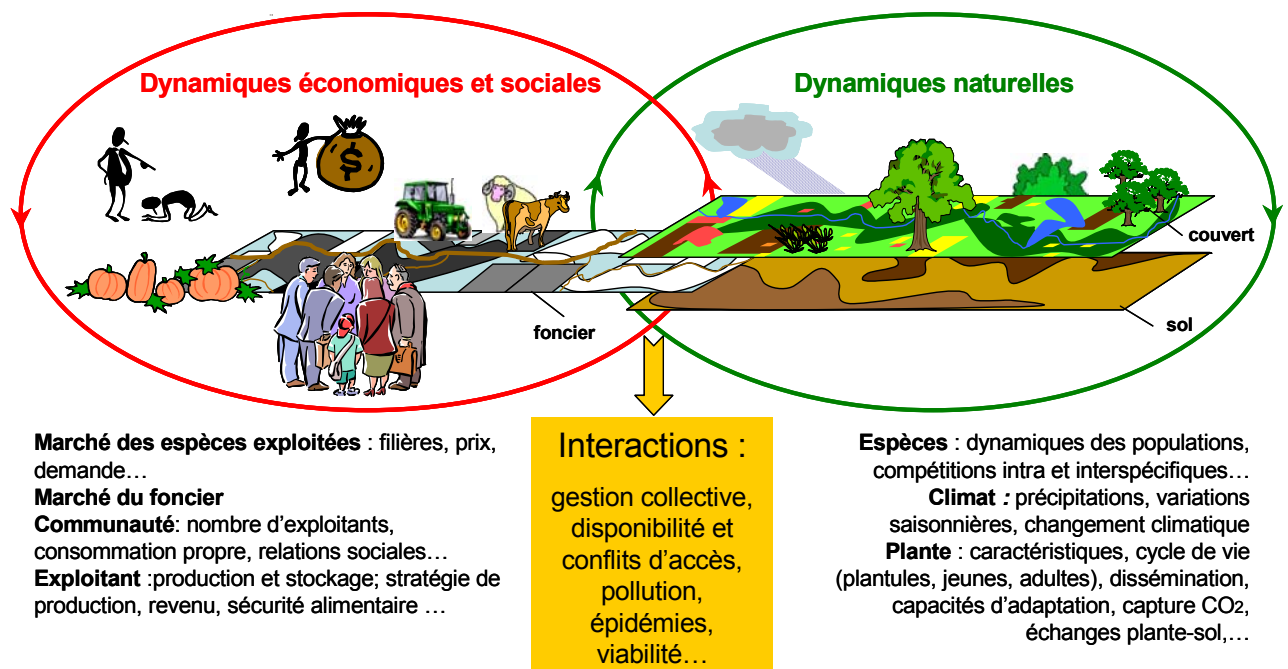 Dynamiques économiques et sociales
Dynamiques naturelles
$
couvert
foncier
sol
Marché des espèces exploitées : filières, prix,
demande…
Marché du foncier
Communauté: nombre d’exploitants,
consommation propre, relations sociales…
Exploitant :production et stockage; stratégie de
production, revenu, sécurité alimentaire …
Interactions :
gestion collective,
disponibilité et
conflits d’accès,
pollution,
épidémies,
viabilité…
Espèces : dynamiques des populations,
compétitions intra et interspécifiques…
Climat : précipitations, variations
saisonnières, changement climatique
Plante : caractéristiques, cycle de vie
(plantules, jeunes, adultes), dissémination,
capacités d’adaptation, capture CO2,
échanges plante-sol,…